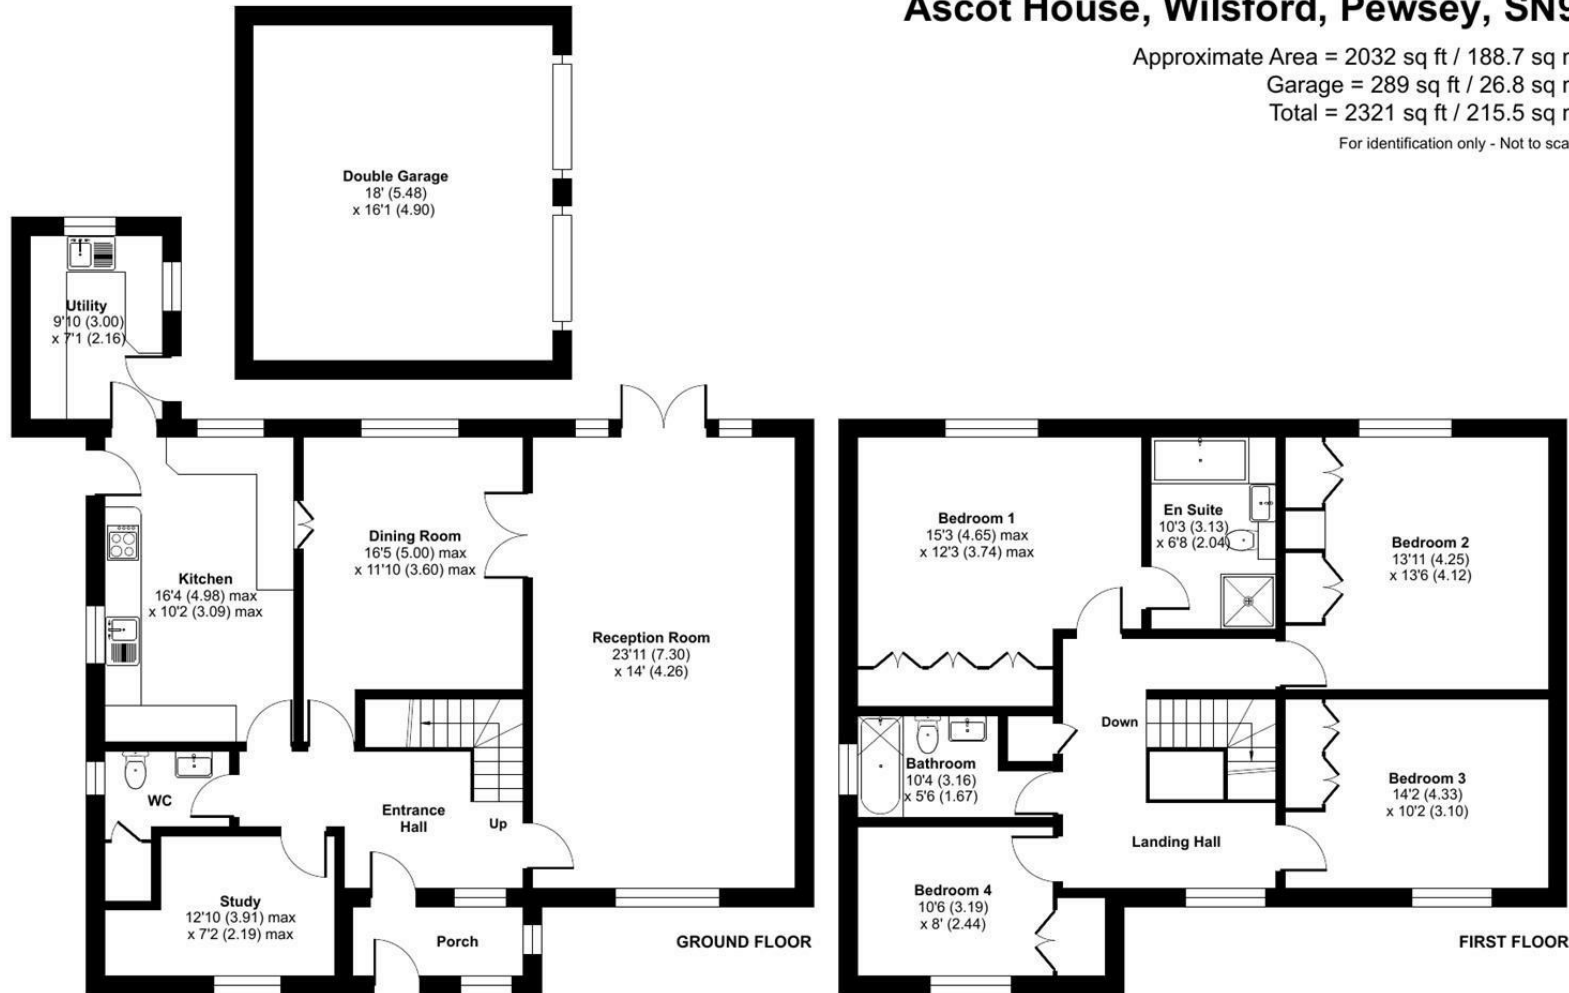 Ascot House, Wilsford, Pewsey, SN9
Approximate Area = 2032 sq ft / 188.7 sq
Garage = 289 sq ft / 26.8 sq
Total = 2321 sq ft / 215.5 sq
For identification only - Not to
Double Garage
18' (5.48)
x 16'1 (4.90)
Utility
9'10 (3.00)
x 7'1 (2.16)
Kitchen
16'4 (4.98) max
x 10'2 (3.09) max
Dining Room
16'5 (5.00) max
x 11'10 (3.60) max
Reception Room
23'11 (7.30)
x 14' (4.26)
WC
Entrance
Hall
Up
Study
12'10 (3.91) max
x 7'2 (2.19) max
Porch
GROUND FLOOR
Bedroom 1
15'3 (4.65) max
x 12'3 (3.74) max
En Suite
10'3 (3.13)
x 6'8 (2.04)
Bedroom 2
13'11 (4.25)
x 13'6 (4.12)
Down
Bathroom
10'4 (3.16)
x 5'6 (1.67)
Bedroom 3
14'2 (4.33)
x 10'2 (3.10)
Landing Hall
Bedroom 4
10'6 (3.19)
x 8' (2.44)
FIRST FLOOR